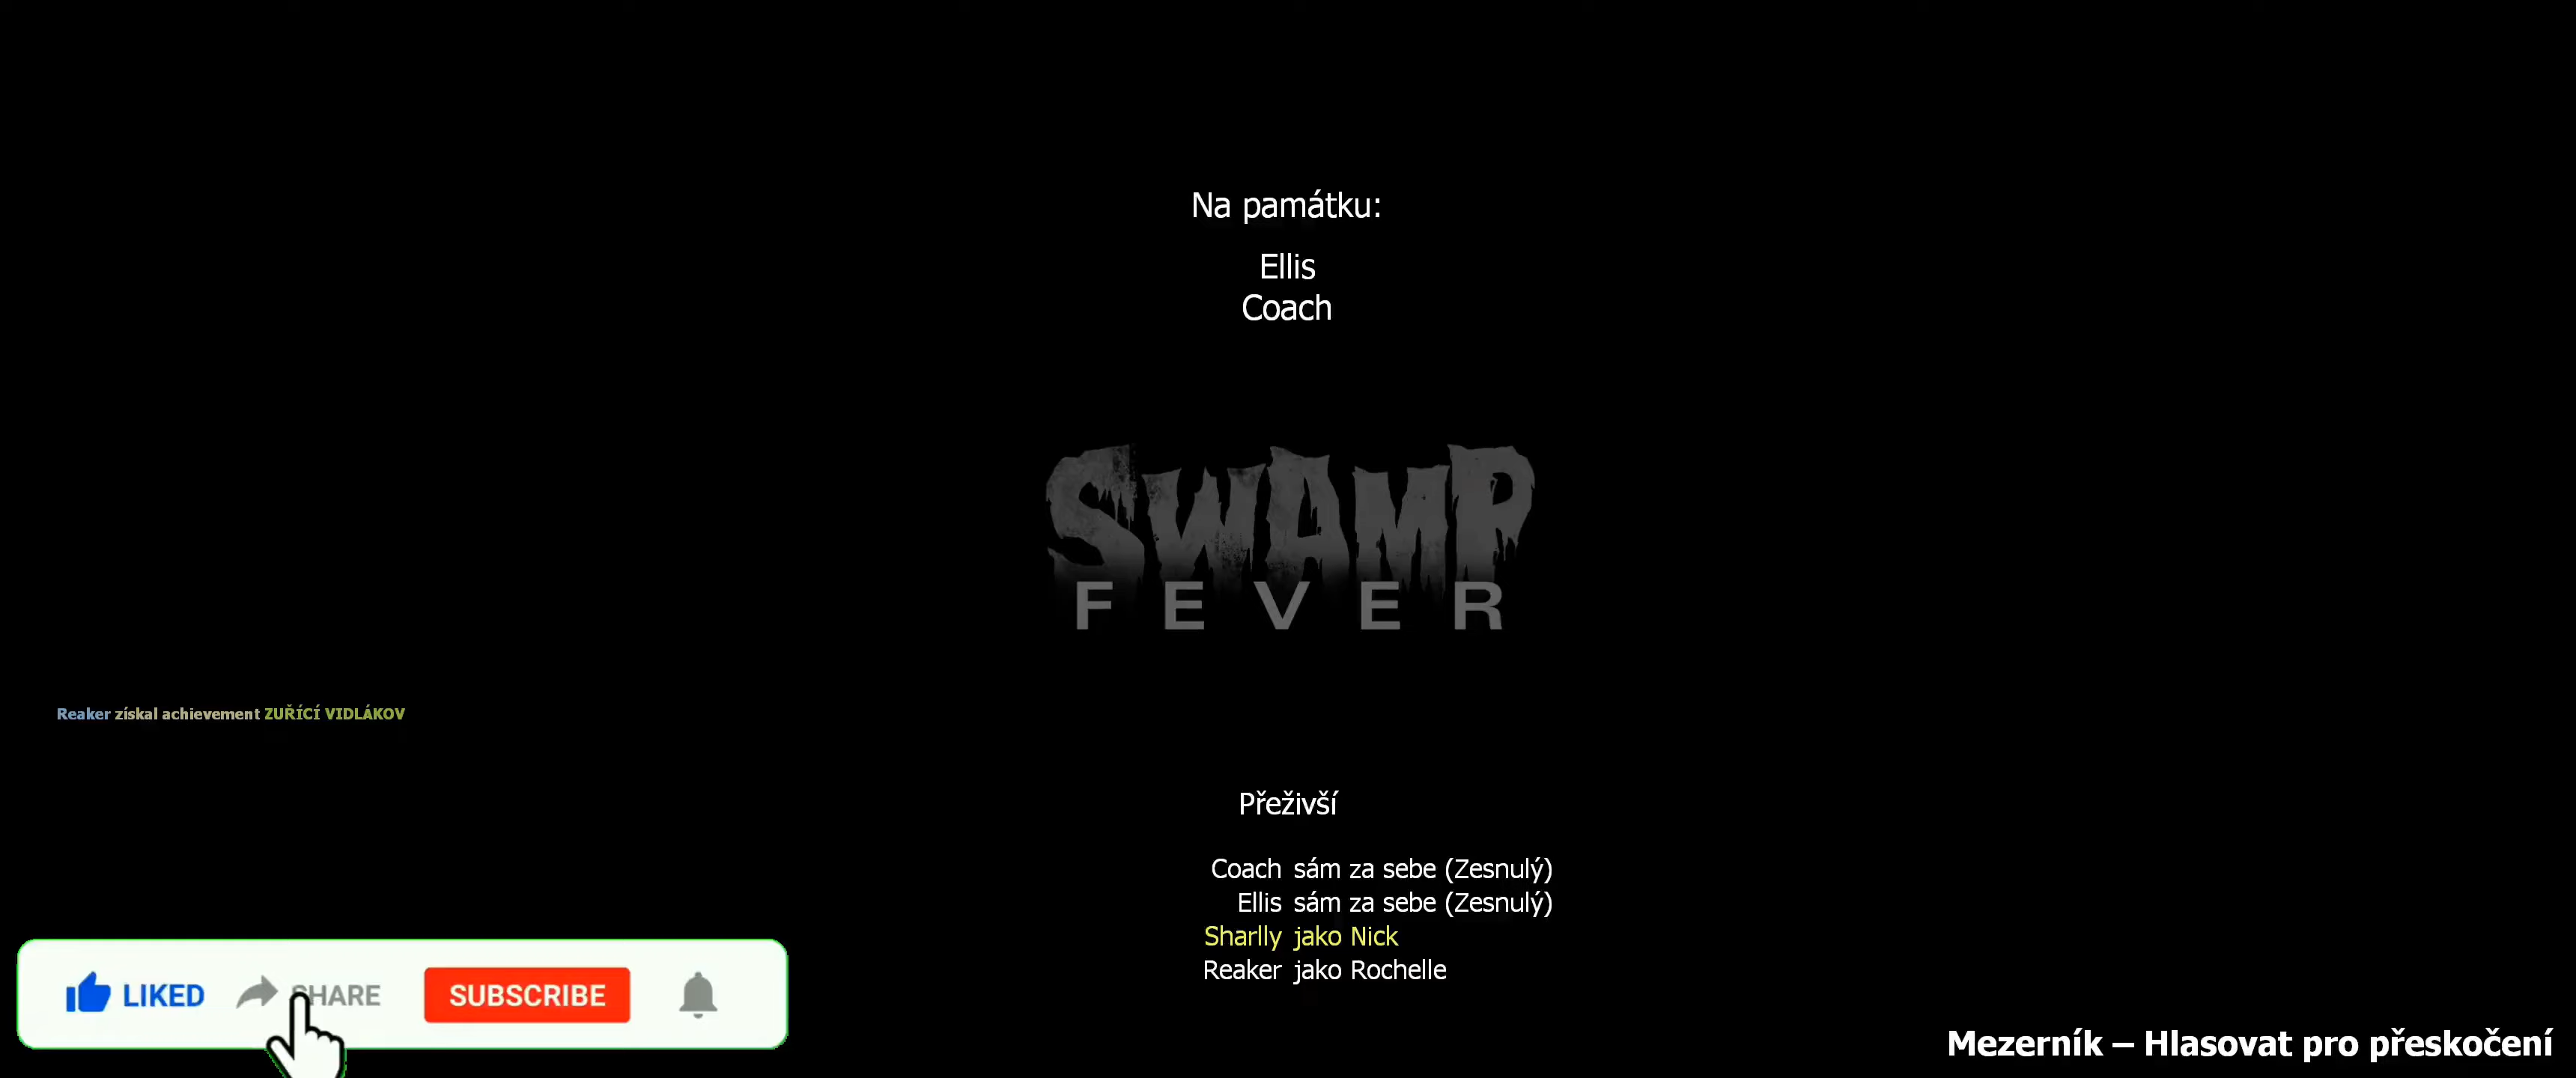 Na památku:
Ellis
Coach
SWAMP
FEVER
Reaker získal achievement ZUŘÍCÍ VIDLÁKOV
Přeživší
Coach sám za sebe (Zesnulý)
Ellis sám za sebe (Zesnulý)
Sharlly jako Nick
Reaker jako Rochelle
LIKED SHARE SUBSCRIBE
Mezerník – Hlasovat pro přeskočení